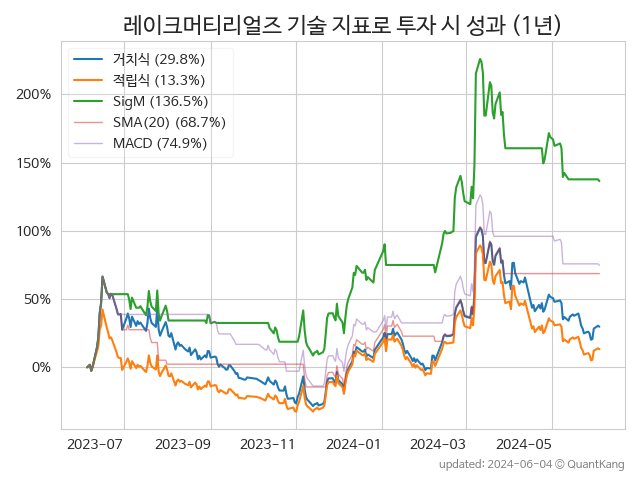 레이크머티리얼즈 기술 지표로 투자 시 성과 (1년)
거치식 (29.8%)
적립식 (13.3%)
SigM (136.5%)
SMA(20) (68.7%)
MACD (74.9%)
200%
150%
100%
50%
0%
2023-07 2023-09 2023-11 2024-01 2024-03 2024-05
updated: 2024-06-04 © QuantKang